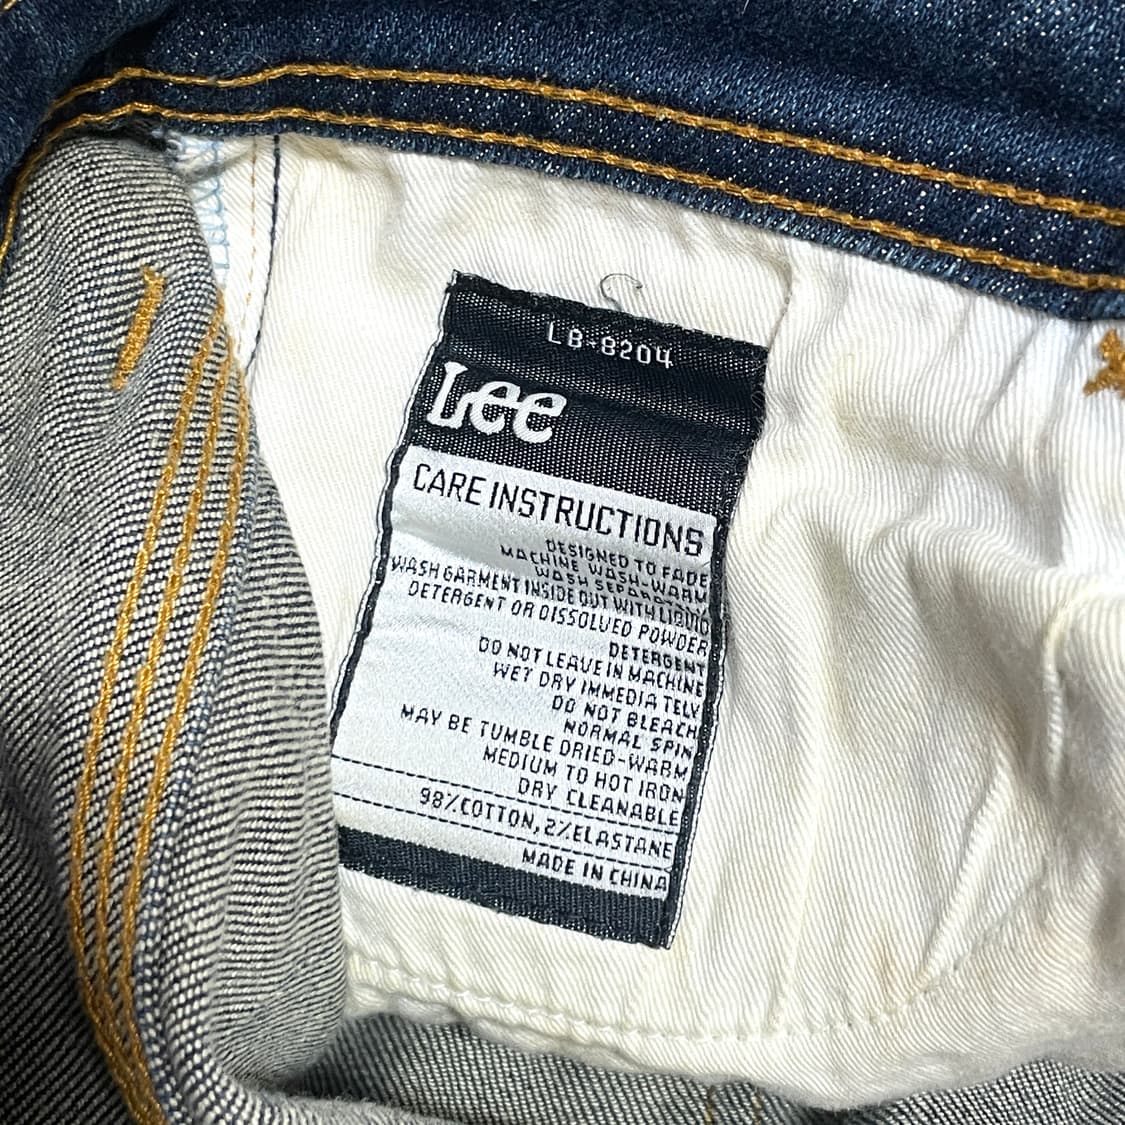 LB-8204
Lee
CARE INSTRUCTIONS
DESIGNED TO FADE
MACHINE WASH-WARM
WASH SEPARATELY
WASH GARMENT INSIDE OUT WITH LIQUID
DETERGENT OR DISSOLVED POWDER
DETERGENT
DO NOT LEAVE IN MACHINE
WET DRY IMMEDIATELY
DO NOT BLEACH
NORMAL SPIN
MAY BE TUMBLE DRIED-WARM
MEDIUM TO HOT IRON
DRY CLEANABLE
98%COTTON,2%ELASTANE
MADE IN CHINA